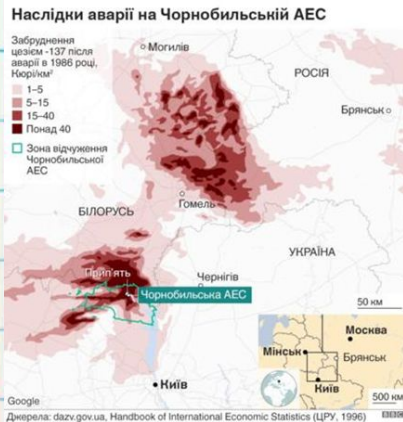 Наслідки аварії на Чорнобильській АЕС
Забруднення
цезієм -137 після
аварії в 1986 році,
Кюрі/км²
1–5
5–15
15–40
Понад 40
Зона відчуження
Чорнобильської
АЕС
Могилів
РОСІЯ
Брянськ
Гомель
БІЛОРУСЬ
УКРАЇНА
Прип'ять
Чернігів
Чорнобильська АЕС
50 км
Київ
Москва
Мінськ
Брянськ
Київ
500 км
Google
Джерела: dazv.gov.ua, Handbook of International Economic Statistics (ЦРУ, 1996)
BBC